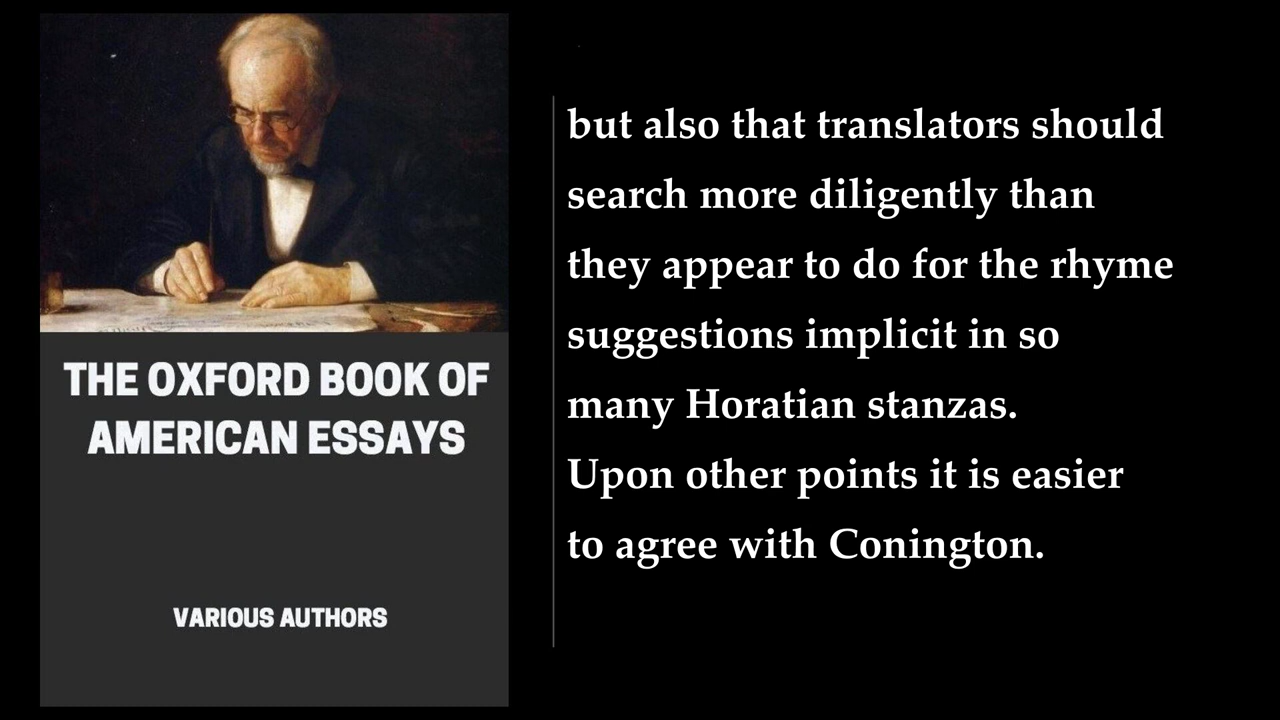 THE OXFORD BOOK OF
AMERICAN ESSAYS
VARIOUS AUTHORS
but also that translators should
search more diligently than
they appear to do for the rhyme
suggestions implicit in so
many Horatian stanzas.
Upon other points it is easier
to agree with Conington.